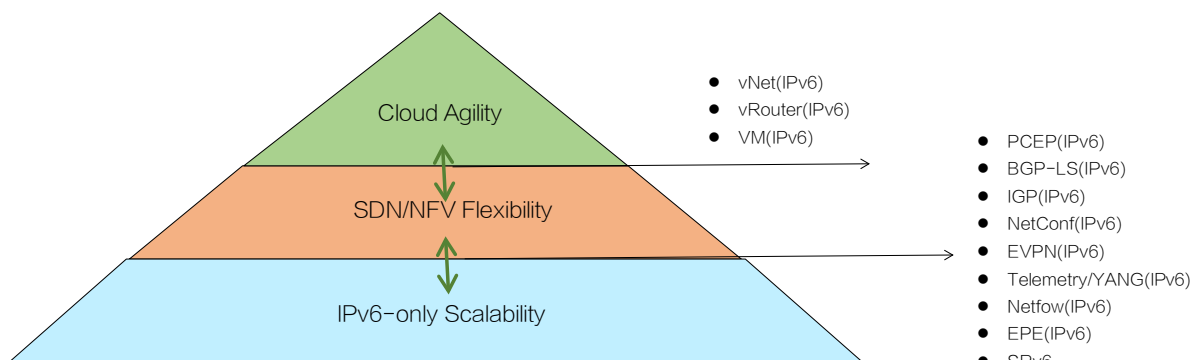 Cloud Agility
SDN/NFV Flexibility
IPv6-only Scalability
● vNet(IPv6)
● vRouter(IPv6)
● VM(IPv6)
● PCEP(IPv6)
● BGP-LS(IPv6)
● IGP(IPv6)
● NetConf(IPv6)
● EVPN(IPv6)
● Telemetry/YANG(IPv6)
● Netfow(IPv6)
● EPE(IPv6)
● SRv6